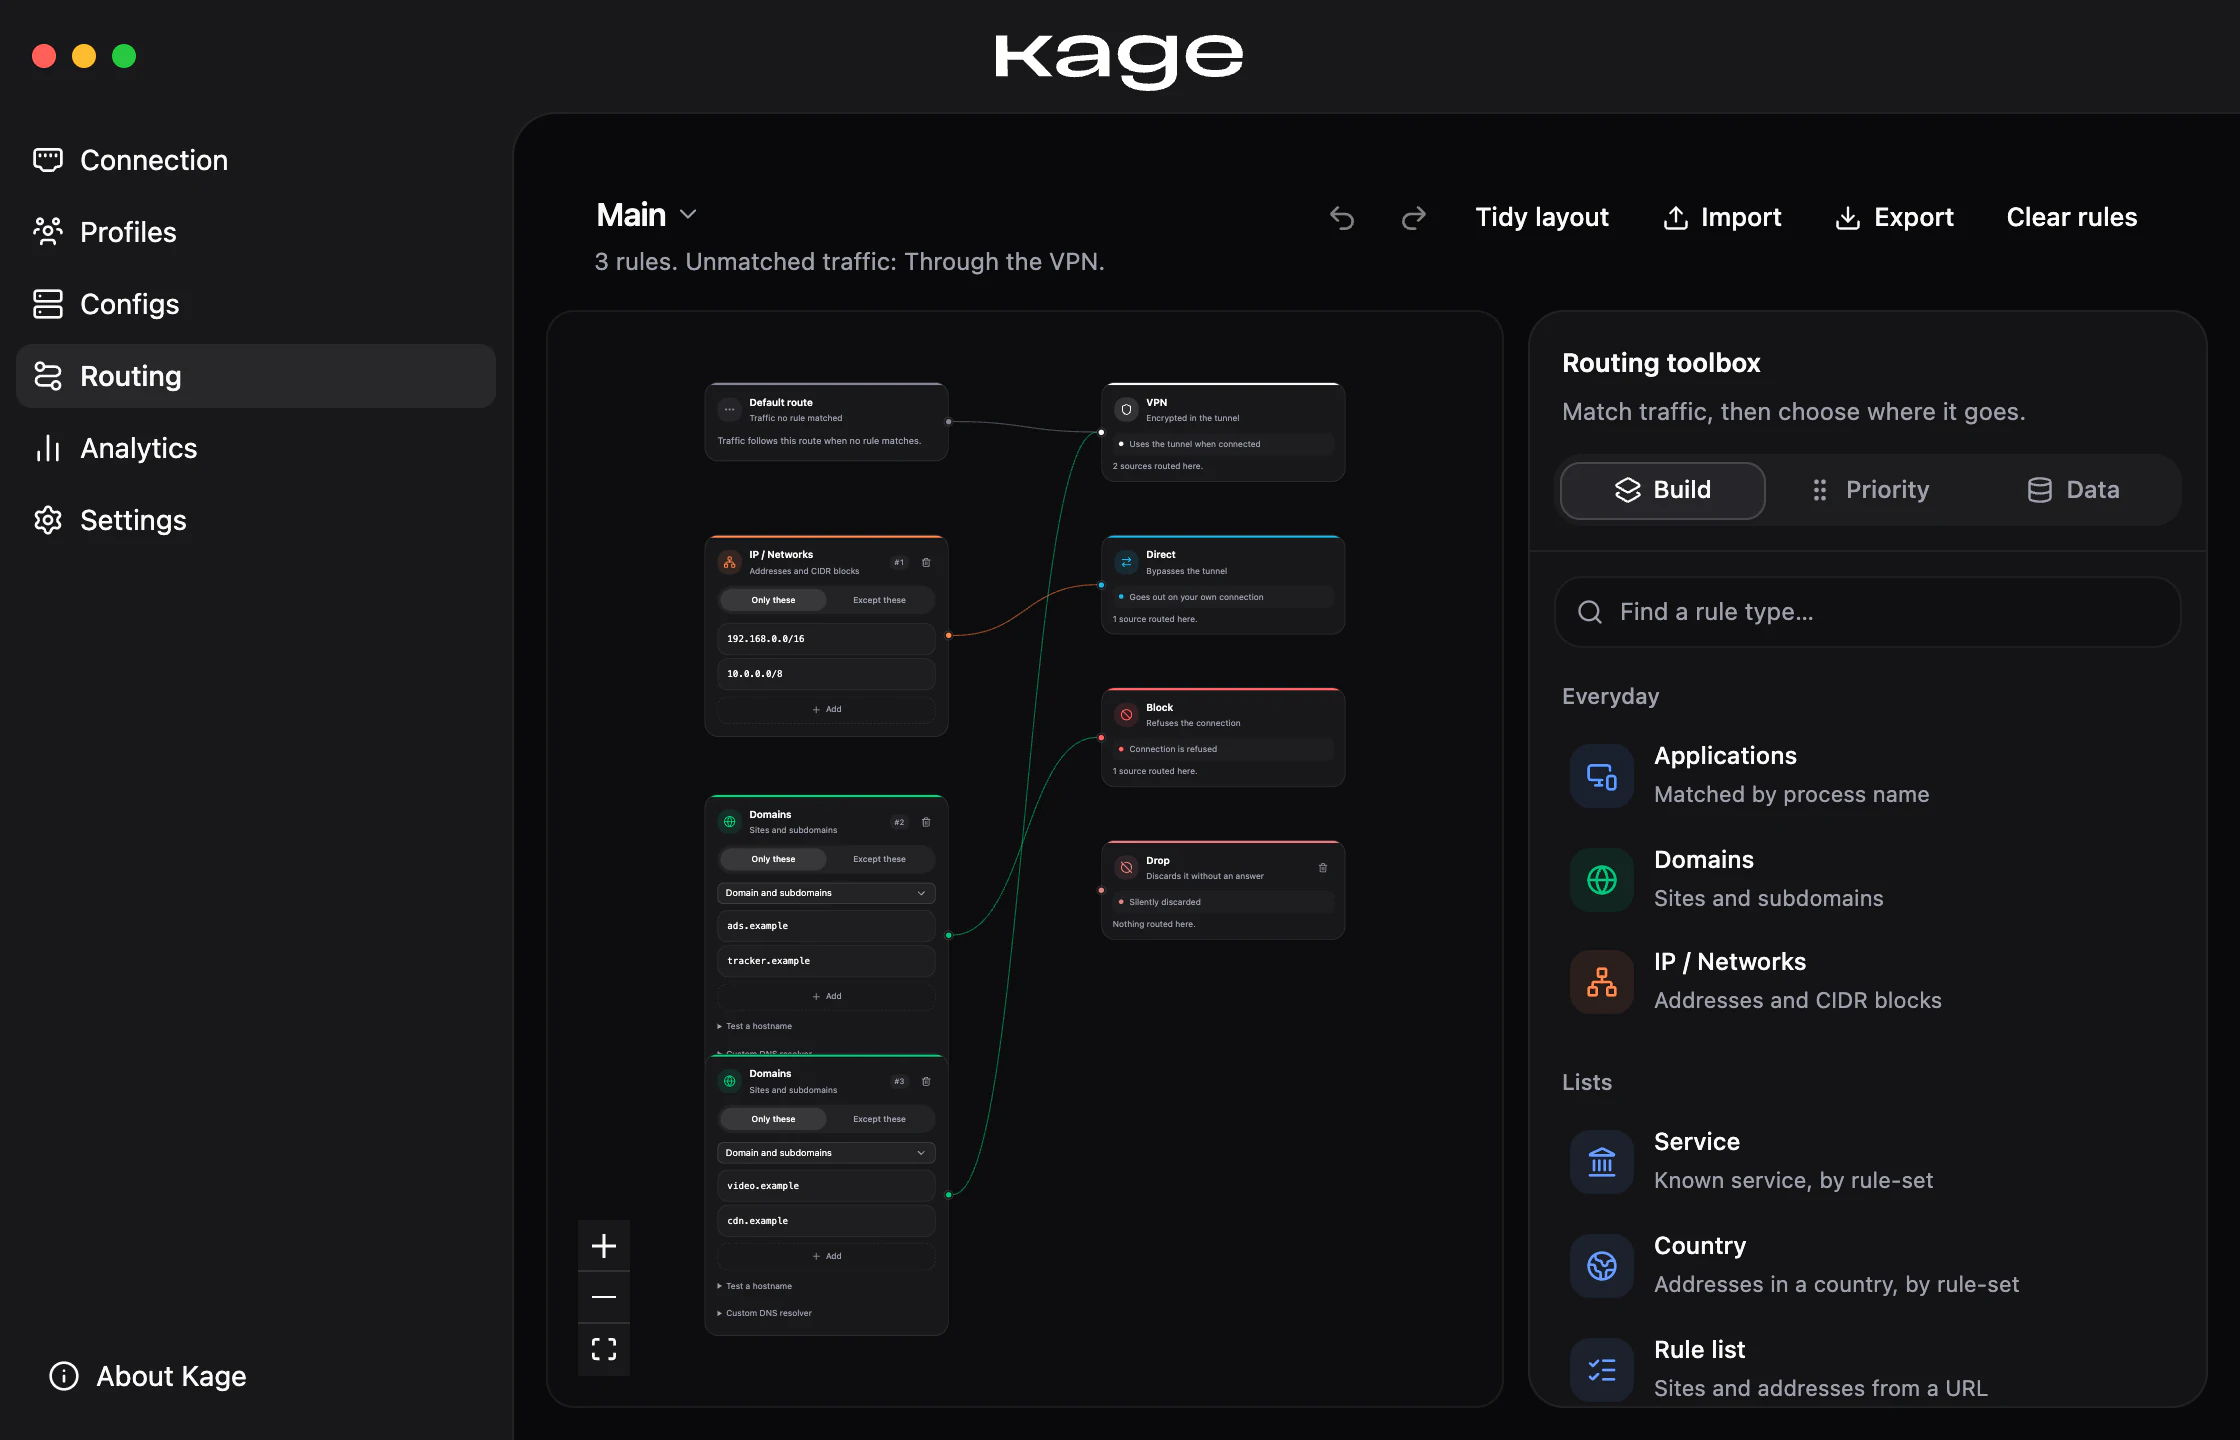 kage
Connection
Profiles
Configs
Routing
Analytics
Settings
About Kage
Main
3 rules. Unmatched traffic: Through the VPN.
Tidy layout
Import
Export
Clear rules
Default route
Traffic no rule matched
Traffic follows this route when no rule matches.
IP / Networks
Addresses and CIDR blocks
#1
Only these
Except these
192.168.0.0/16
10.0.0.0/8
+ Add
Domains
Sites and subdomains
#2
Only these
Except these
Domain and subdomains
ads.example
tracker.example
+ Add
Test a hostname
Custom DNS resolver
Domains
Sites and subdomains
#3
Only these
Except these
Domain and subdomains
video.example
cdn.example
+ Add
Test a hostname
Custom DNS resolver
VPN
Encrypted in the tunnel
Uses the tunnel when connected
2 sources routed here.
Direct
Bypasses the tunnel
Goes out on your own connection
1 source routed here.
Block
Refuses the connection
Connection is refused
1 source routed here.
Drop
Discards it without an answer
Silently discarded
Nothing routed here.
Routing toolbox
Match traffic, then choose where it goes.
Build
Priority
Data
Find a rule type...
Everyday
Applications
Matched by process name
Domains
Sites and subdomains
IP / Networks
Addresses and CIDR blocks
Lists
Service
Known service, by rule-set
Country
Addresses in a country, by rule-set
Rule list
Sites and addresses from a URL